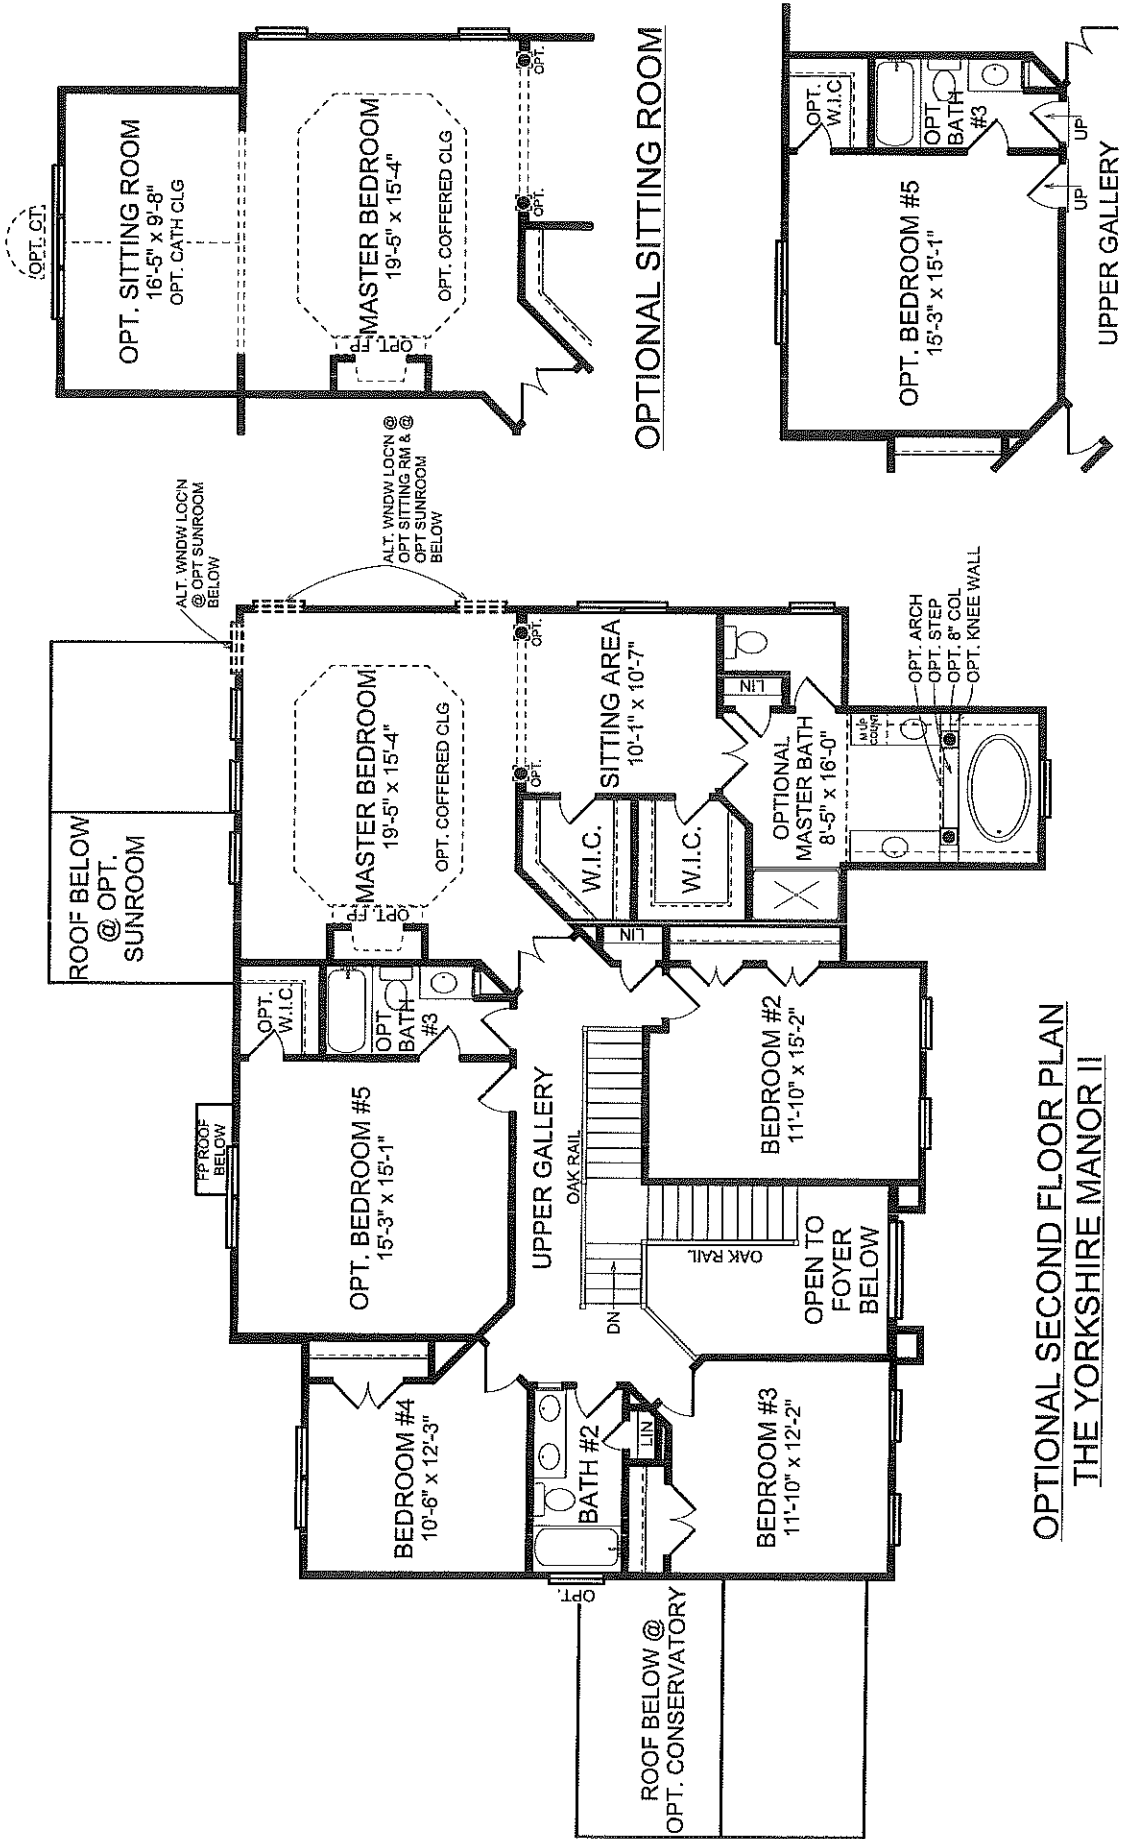 OPT. CT.
OPT. SITTING ROOM
16'-5" x 9'-8"
OPT. CATH CLG
MASTER BEDROOM
19'-5" x 15'-4"
OPT. COFFERED CLG
OPT. FP
OPT.
OPT.
OPTIONAL SITTING ROOM
OPT.
W.I.C
OPT
BATH
#3
OPT. BEDROOM #5
15'-3" x 15'-1"
UP
UP
UPPER GALLERY
ALT. WNDW LOC'N
@ OPT SUNROOM
BELOW
ALT. WNDW LOC'N @
OPT SITTING RM & @
OPT SUNROOM
BELOW
ROOF BELOW
@ OPT.
SUNROOM
MASTER BEDROOM
19'-5" x 15'-4"
OPT. COFFERED CLG
OPT. FP
OPT.
OPT.
SITTING AREA
10'-1" x 10'-7"
W.I.C.
W.I.C.
LIN
OPTIONAL
MASTER BATH
8'-5" x 16'-0"
M UP
COUNT
OPT. ARCH
OPT. STEP
OPT. 8" COL
OPT. KNEE WALL
OPT.
W.I.C.
OPT
BATH
#3
LIN
FP ROOF
BELOW
OPT. BEDROOM #5
15'-3" x 15'-1"
UPPER GALLERY
OAK RAIL
BEDROOM #2
11'-10" x 15'-2"
OAK RAIL
DN
OPEN TO
FOYER
BELOW
BEDROOM #4
10'-6" x 12'-3"
BATH #2
LIN
BEDROOM #3
11'-10" x 12'-2"
OPT.
ROOF BELOW @
OPT. CONSERVATORY
OPTIONAL SECOND FLOOR PLAN
THE YORKSHIRE MANOR II